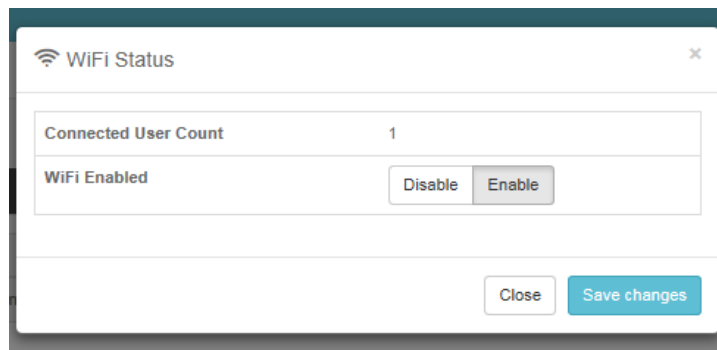 WiFi Status
×
Connected User Count 1
WiFi Enabled Disable Enable
Close Save changes